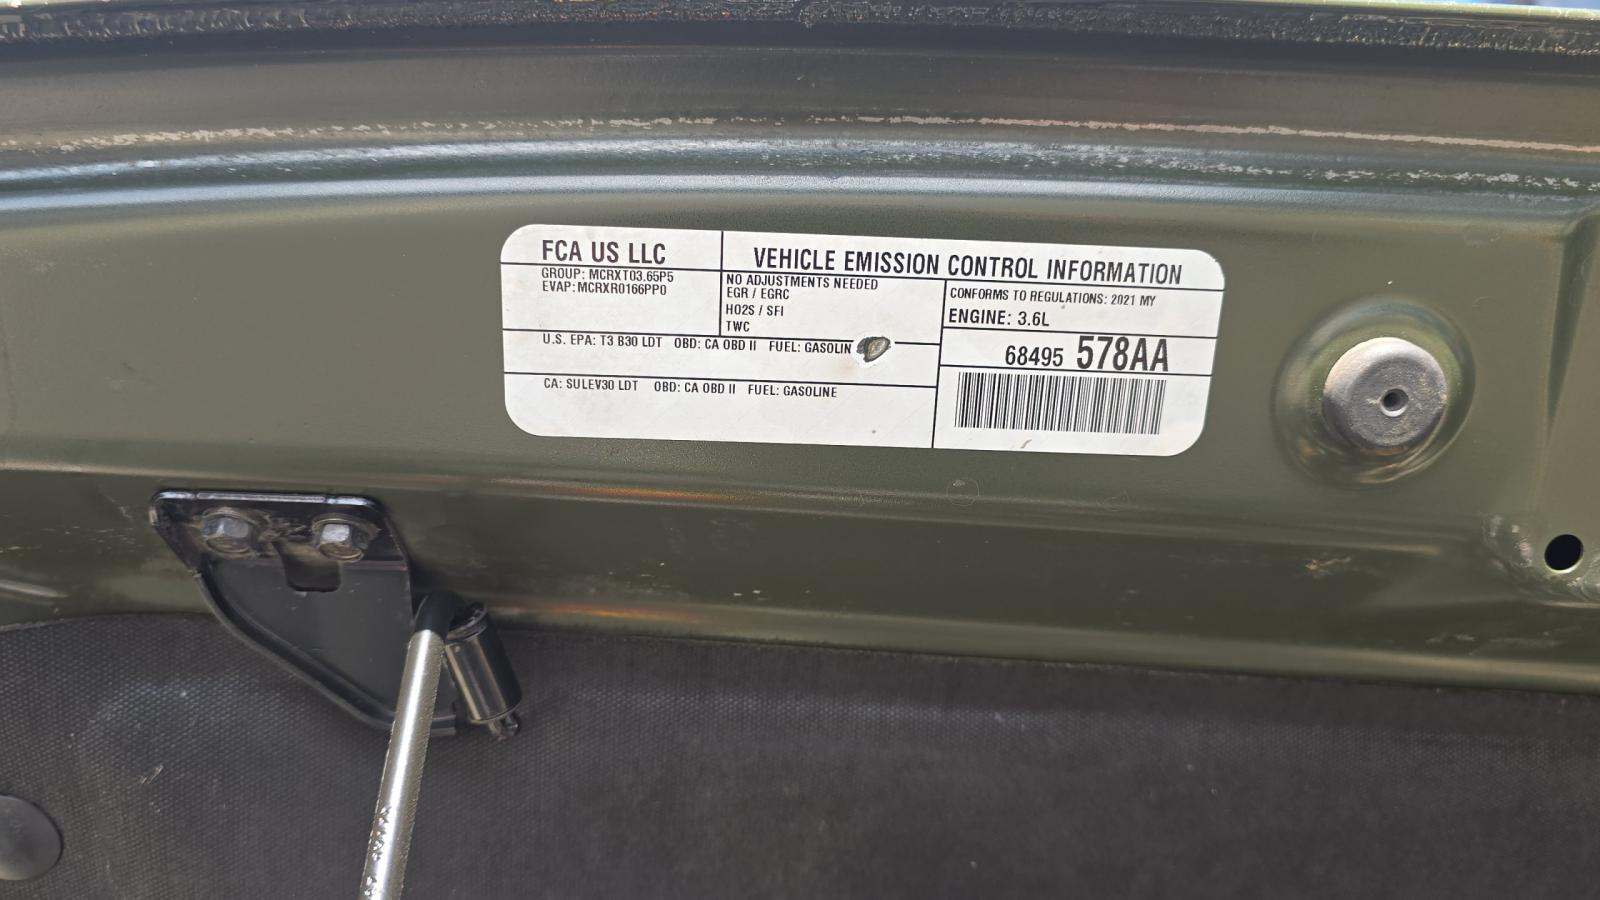 FCA US LLC
GROUP: MCRXT03.65P5
EVAP: MCRXR0166PP0
VEHICLE EMISSION CONTROL INFORMATION
NO ADJUSTMENTS NEEDED
EGR / EGRC
HO2S / SFI
TWC
CONFORMS TO REGULATIONS: 2021 MY
ENGINE: 3.6L
68495 578AA
U.S. EPA: T3 B30 LDT OBD: CA OBD II FUEL: GASOLIN
CA: SULEV30 LDT OBD: CA OBD II FUEL: GASOLINE